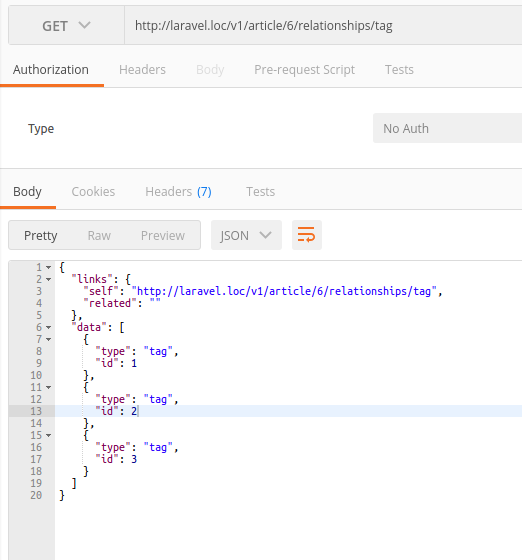 GET http://laravel.loc/v1/article/6/relationships/tag
Authorization Headers Body Pre-request Script Tests
Type No Auth
Body Cookies Headers (7) Tests
Pretty Raw Preview JSON
1 {
2 "links": {
3 "self": "http://laravel.loc/v1/article/6/relationships/tag",
4 "related": ""
5 },
6 "data": [
7 {
8 "type": "tag",
9 "id": 1
10 },
11 {
12 "type": "tag",
13 "id": 2
14 },
15 {
16 "type": "tag",
17 "id": 3
18 }
19 ]
20 }